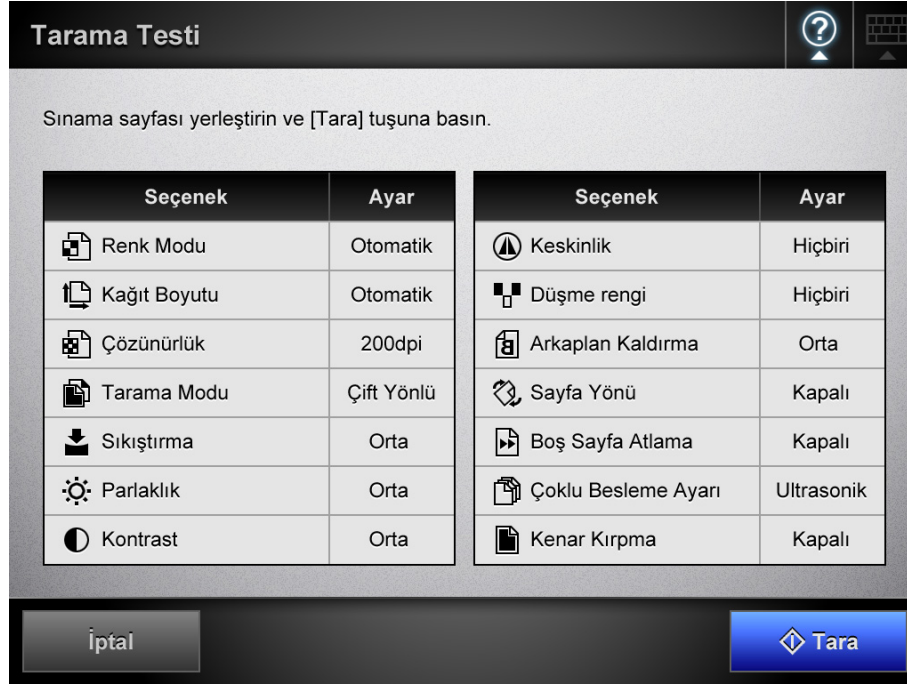 Tarama Testi
Sınama sayfası yerleştirin ve [Tara] tuşuna basın.
Seçenek Ayar
Renk Modu Otomatik
Kağıt Boyutu Otomatik
Çözünürlük 200dpi
Tarama Modu Çift Yönlü
Sıkıştırma Orta
Parlaklık Orta
Kontrast Orta
Seçenek Ayar
Keskinlik Hiçbiri
Düşme rengi Hiçbiri
Arkaplan Kaldırma Orta
Sayfa Yönü Kapalı
Boş Sayfa Atlama Kapalı
Çoklu Besleme Ayarı Ultrasonik
Kenar Kırpma Kapalı
İptal
Tara